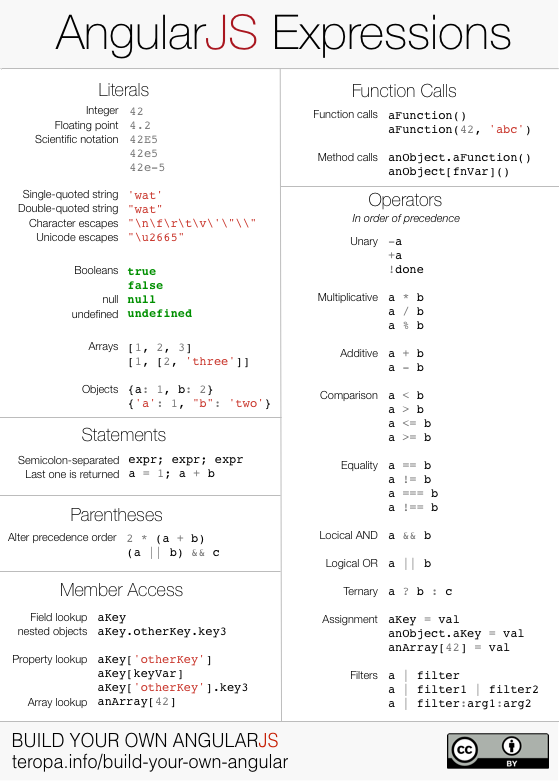 AngularJS Expressions
Literals
Integer 42
Floating point 4.2
Scientific notation 42E5
42e5
42e-5
Single-quoted string 'wat'
Double-quoted string "wat"
Character escapes "\n\f\r\t\v\'\"\\"
Unicode escapes "\u2665"
Booleans true
false
null null
undefined undefined
Arrays [1, 2, 3]
[1, [2, 'three']]
Objects {a: 1, b: 2}
{'a': 1, "b": 'two'}
Statements
Semicolon-separated expr; expr; expr
Last one is returned a = 1; a + b
Parentheses
Alter precedence order 2 * (a + b)
(a || b) && c
Member Access
Field lookup aKey
nested objects aKey.otherKey.key3
Property lookup aKey['otherKey']
aKey[keyVar]
aKey['otherKey'].key3
Array lookup anArray[42]
Function Calls
Function calls aFunction()
aFunction(42, 'abc')
Method calls anObject.aFunction()
anObject[fnVar]()
Operators
In order of precedence
Unary -a
+a
!done
Multiplicative a * b
a / b
a % b
Additive a + b
a - b
Comparison a < b
a > b
a <= b
a >= b
Equality a == b
a != b
a === b
a !== b
Locical AND a && b
Logical OR a || b
Ternary a ? b : c
Assignment aKey = val
anObject.aKey = val
anArray[42] = val
Filters a | filter
a | filter1 | filter2
a | filter:arg1:arg2
BUILD YOUR OWN ANGULARJS
teropa.info/build-your-own-angular
cc
BY